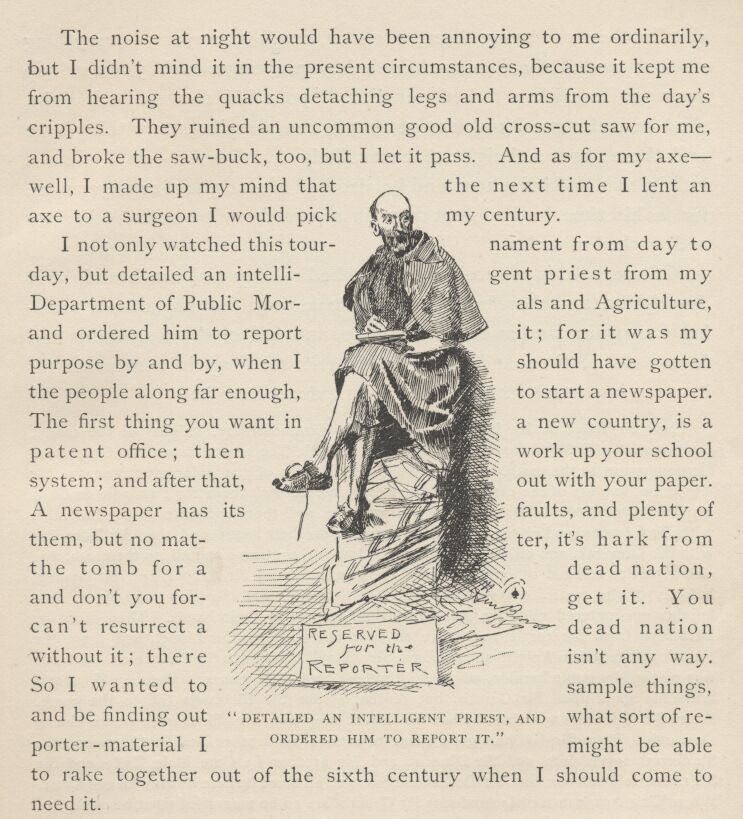 The noise at night would have been annoying to me ordinarily,
but I didn't mind it in the present circumstances, because it kept me
from hearing the quacks detaching legs and arms from the day's
cripples. They ruined an uncommon good old cross-cut saw for me,
and broke the saw-buck, too, but I let it pass. And as for my axe—
well, I made up my mind that the next time I lent an
axe to a surgeon I would pick my century.
I not only watched this tour- nament from day to
day, but detailed an intelli- gent priest from my
Department of Public Mor- als and Agriculture,
and ordered him to report it; for it was my
purpose by and by, when I should have gotten
the people along far enough, to start a newspaper.
The first thing you want in a new country, is a
patent office; then work up your school
system; and after that, out with your paper.
A newspaper has its faults, and plenty of
them, but no mat- ter, it's hark from
the tomb for a dead nation,
and don't you for- get it. You
can't resurrect a dead nation
without it; there isn't any way.
So I wanted to sample things,
and be finding out what sort of re-
porter-material I might be able
to rake together out of the sixth century when I should come to
need it.
RESERVED
for the
REPORTER
"DETAILED AN INTELLIGENT PRIEST, AND
ORDERED HIM TO REPORT IT."